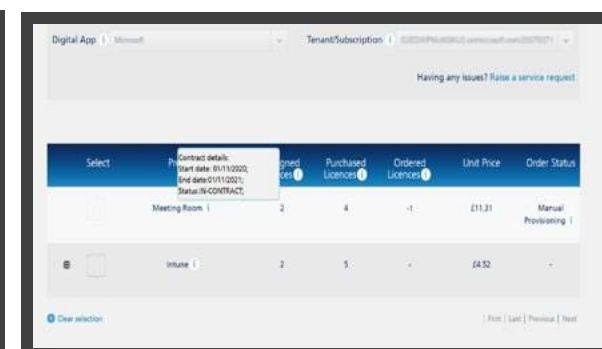 Digital App Microsoft Tenant/Subscription
Having any issues? Raise a service request
Select P gned ces Purchased Licences Ordered Licences Unit Price Order Status
Contract details:
Start date: 01/11/2020;
End date:01/11/2021;
Status:IN-CONTRACT;
Meeting Room 2 4 -1 £11.31 Manual Provisioning
Intune 2 5 - £4.52 -
Clear selection | First | Last | Previous | Next